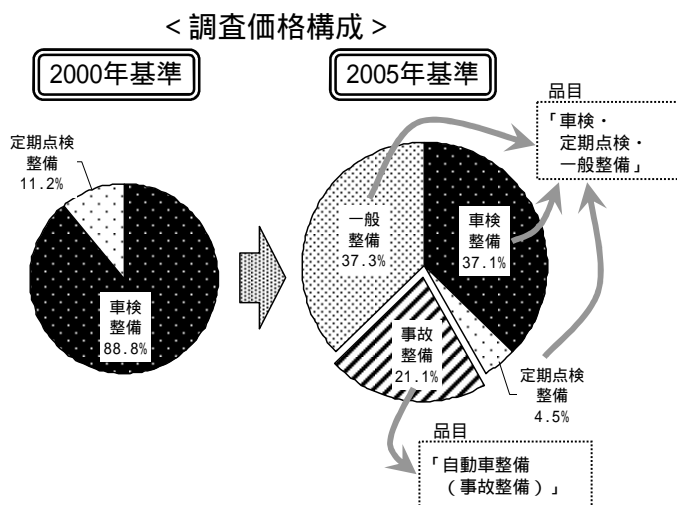 ＜調査価格構成＞
2000年基準
2005年基準
定期点検
整備
11.2%
車検
整備
88.8%
一般
整備
37.3%
車検
整備
37.1%
事故
整備
21.1%
定期点検
整備
4.5%
品目
「車検・
定期点検・
一般整備」
品目
「自動車整備
（事故整備）」